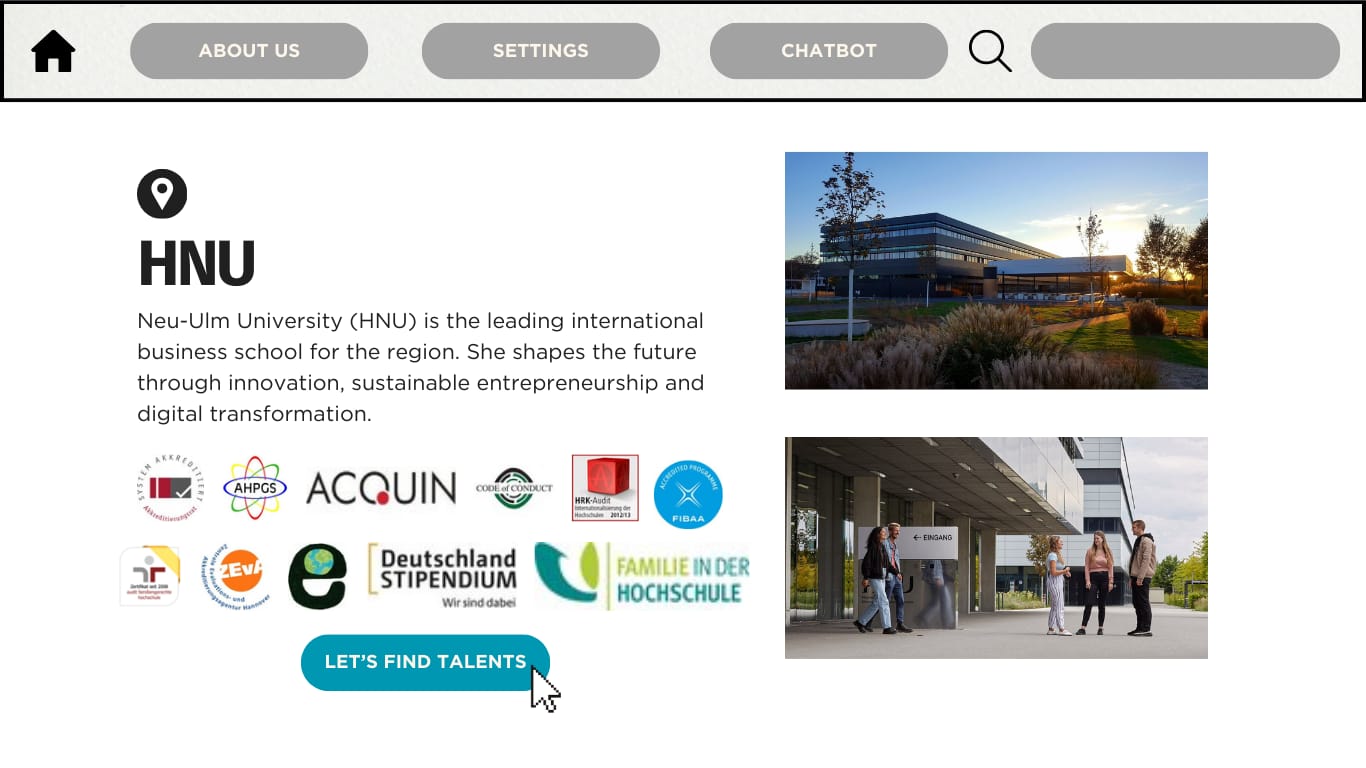 ABOUT US
SETTINGS
CHATBOT
HNU
Neu-Ulm University (HNU) is the leading international
business school for the region. She shapes the future
through innovation, sustainable entrepreneurship and
digital transformation.
SYSTEM AKKREDITIERT
Akkreditierungsrat
AHPGS
ACQUIN
CODE of CONDUCT
HRK-Audit
Internationalisierung der
Hochschulen 2012/13
ACCREDITED PROGRAMME
FIBAA
Zertifikat seit 2006
audit familiengerechte
hochschule
Zentrale Evaluations- und
Akkreditierungsagentur Hannover
ZEvA
e
Deutschland
STIPENDIUM
Wir sind dabei
FAMILIE IN DER
HOCHSCHULE
← EINGANG
LET’S FIND TALENTS